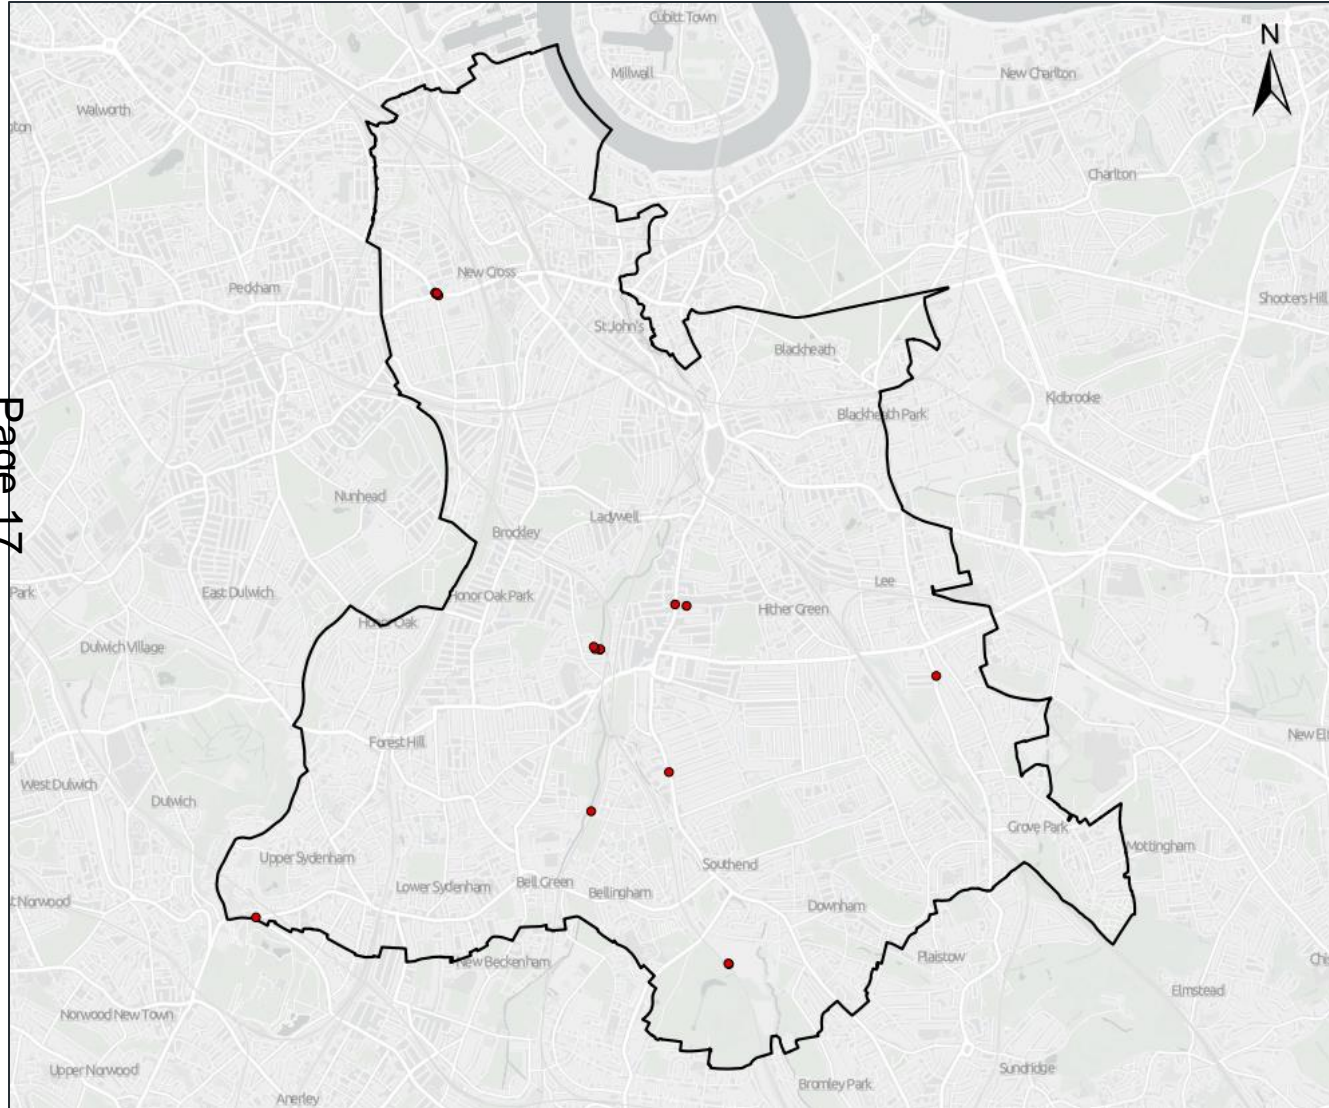 Cubitt Town
N
Millwall
New Charlton
Walworth
gton
Charlton
New Cross
Peckham
Shooters Hill
St John's
Blackheath
Kidbrooke
Blackheath Park
Page 17
Nunhead
Ladywell
Brockley
Lee
Park
East Dulwich
Honor Oak Park
Hither Green
Honor Oak
Dulwich Village
New El
Forest Hill
West Dulwich
Dulwich
Grove Park
Mottingham
Upper Sydenham
Southend
Lower Sydenham
Bell Green
Bellingham
t Norwood
Downham
Plaistow
New Beckenham
Chis
Elmstead
Norwood New Town
Sundridge
Upper Norwood
Bromley Park
Anerley